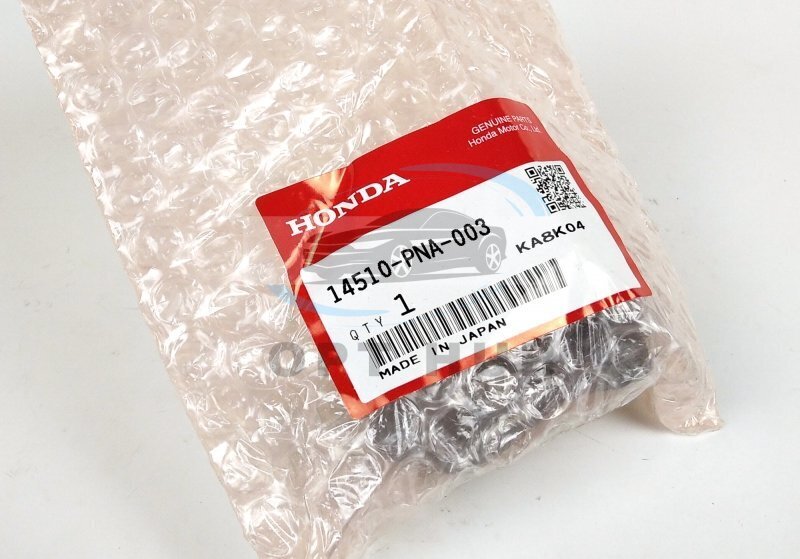 GENUINE PARTS
Honda Motor Co., Ltd.
HONDA
14510-PNA-003
KA8K04
QTY 1
MADE IN JAPAN